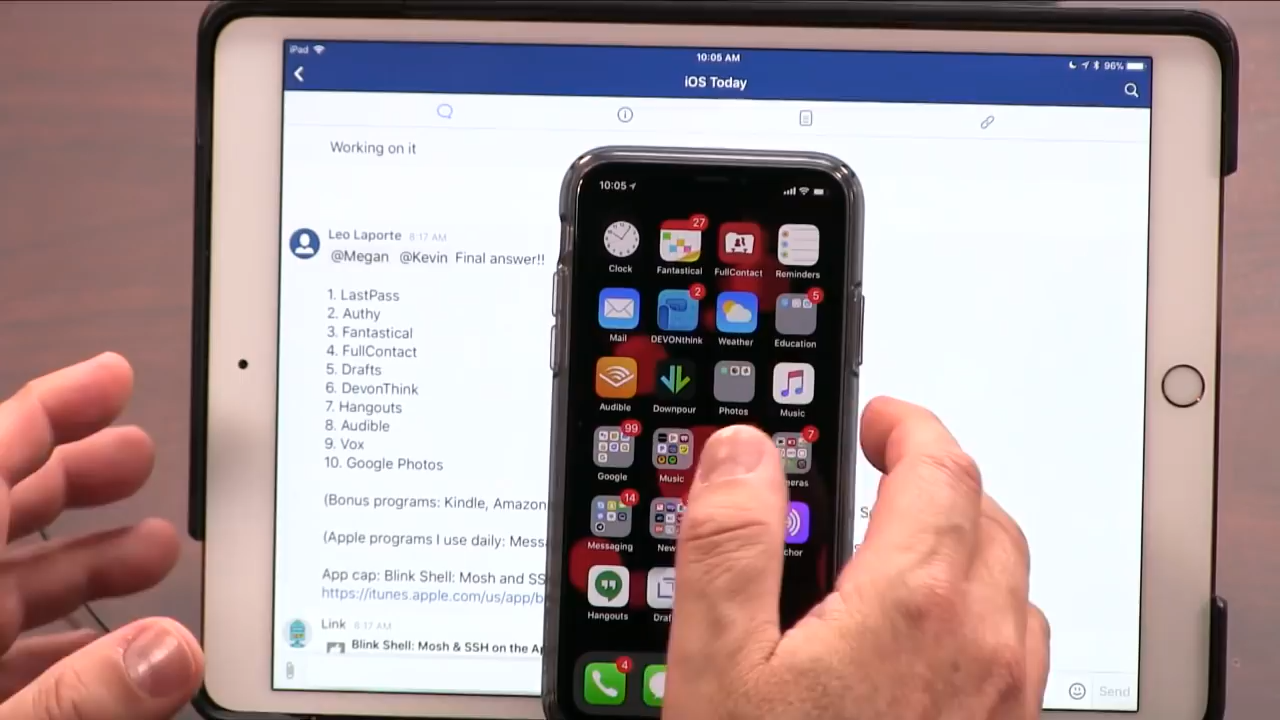 iPad
10:05 AM
96%
iOS Today
Working on it
Leo Laporte 8:17 AM
@Megan @Kevin Final answer!!
1. LastPass
2. Authy
3. Fantastical
4. FullContact
5. Drafts
6. DevonThink
7. Hangouts
8. Audible
9. Vox
10. Google Photos
(Bonus programs: Kindle, Amazon
(Apple programs I use daily:
App cap: Blink Shell: Mosh and
https://itunes.apple.com/us/app/
Link 8:17 AM
Blink Shell: Mosh & SSH on the
Send
10:05
27
Clock Fantastical FullContact Reminders
2 5
Mail DEVONthink Weather Education
Audible Downpour Photos Music
99 7
Google Music
14
Messaging
Hangouts
4